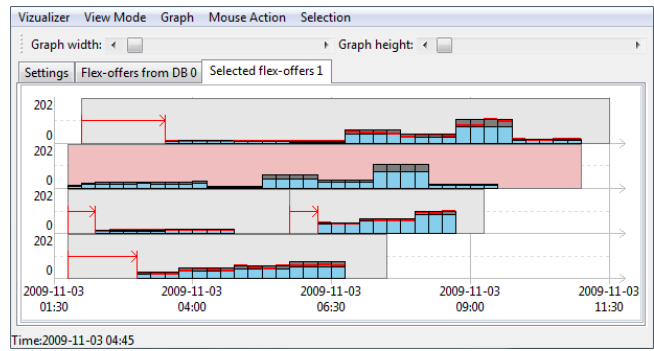 Vizualizer View Mode Graph Mouse Action Selection
Graph width: Graph height:
Settings Flex-offers from DB 0 Selected flex-offers 1
202
0
202
0
202
0
202
0
2009-11-03 2009-11-03 2009-11-03 2009-11-03 2009-11-03
01:30 04:00 06:30 09:00 11:30
Time:2009-11-03 04:45